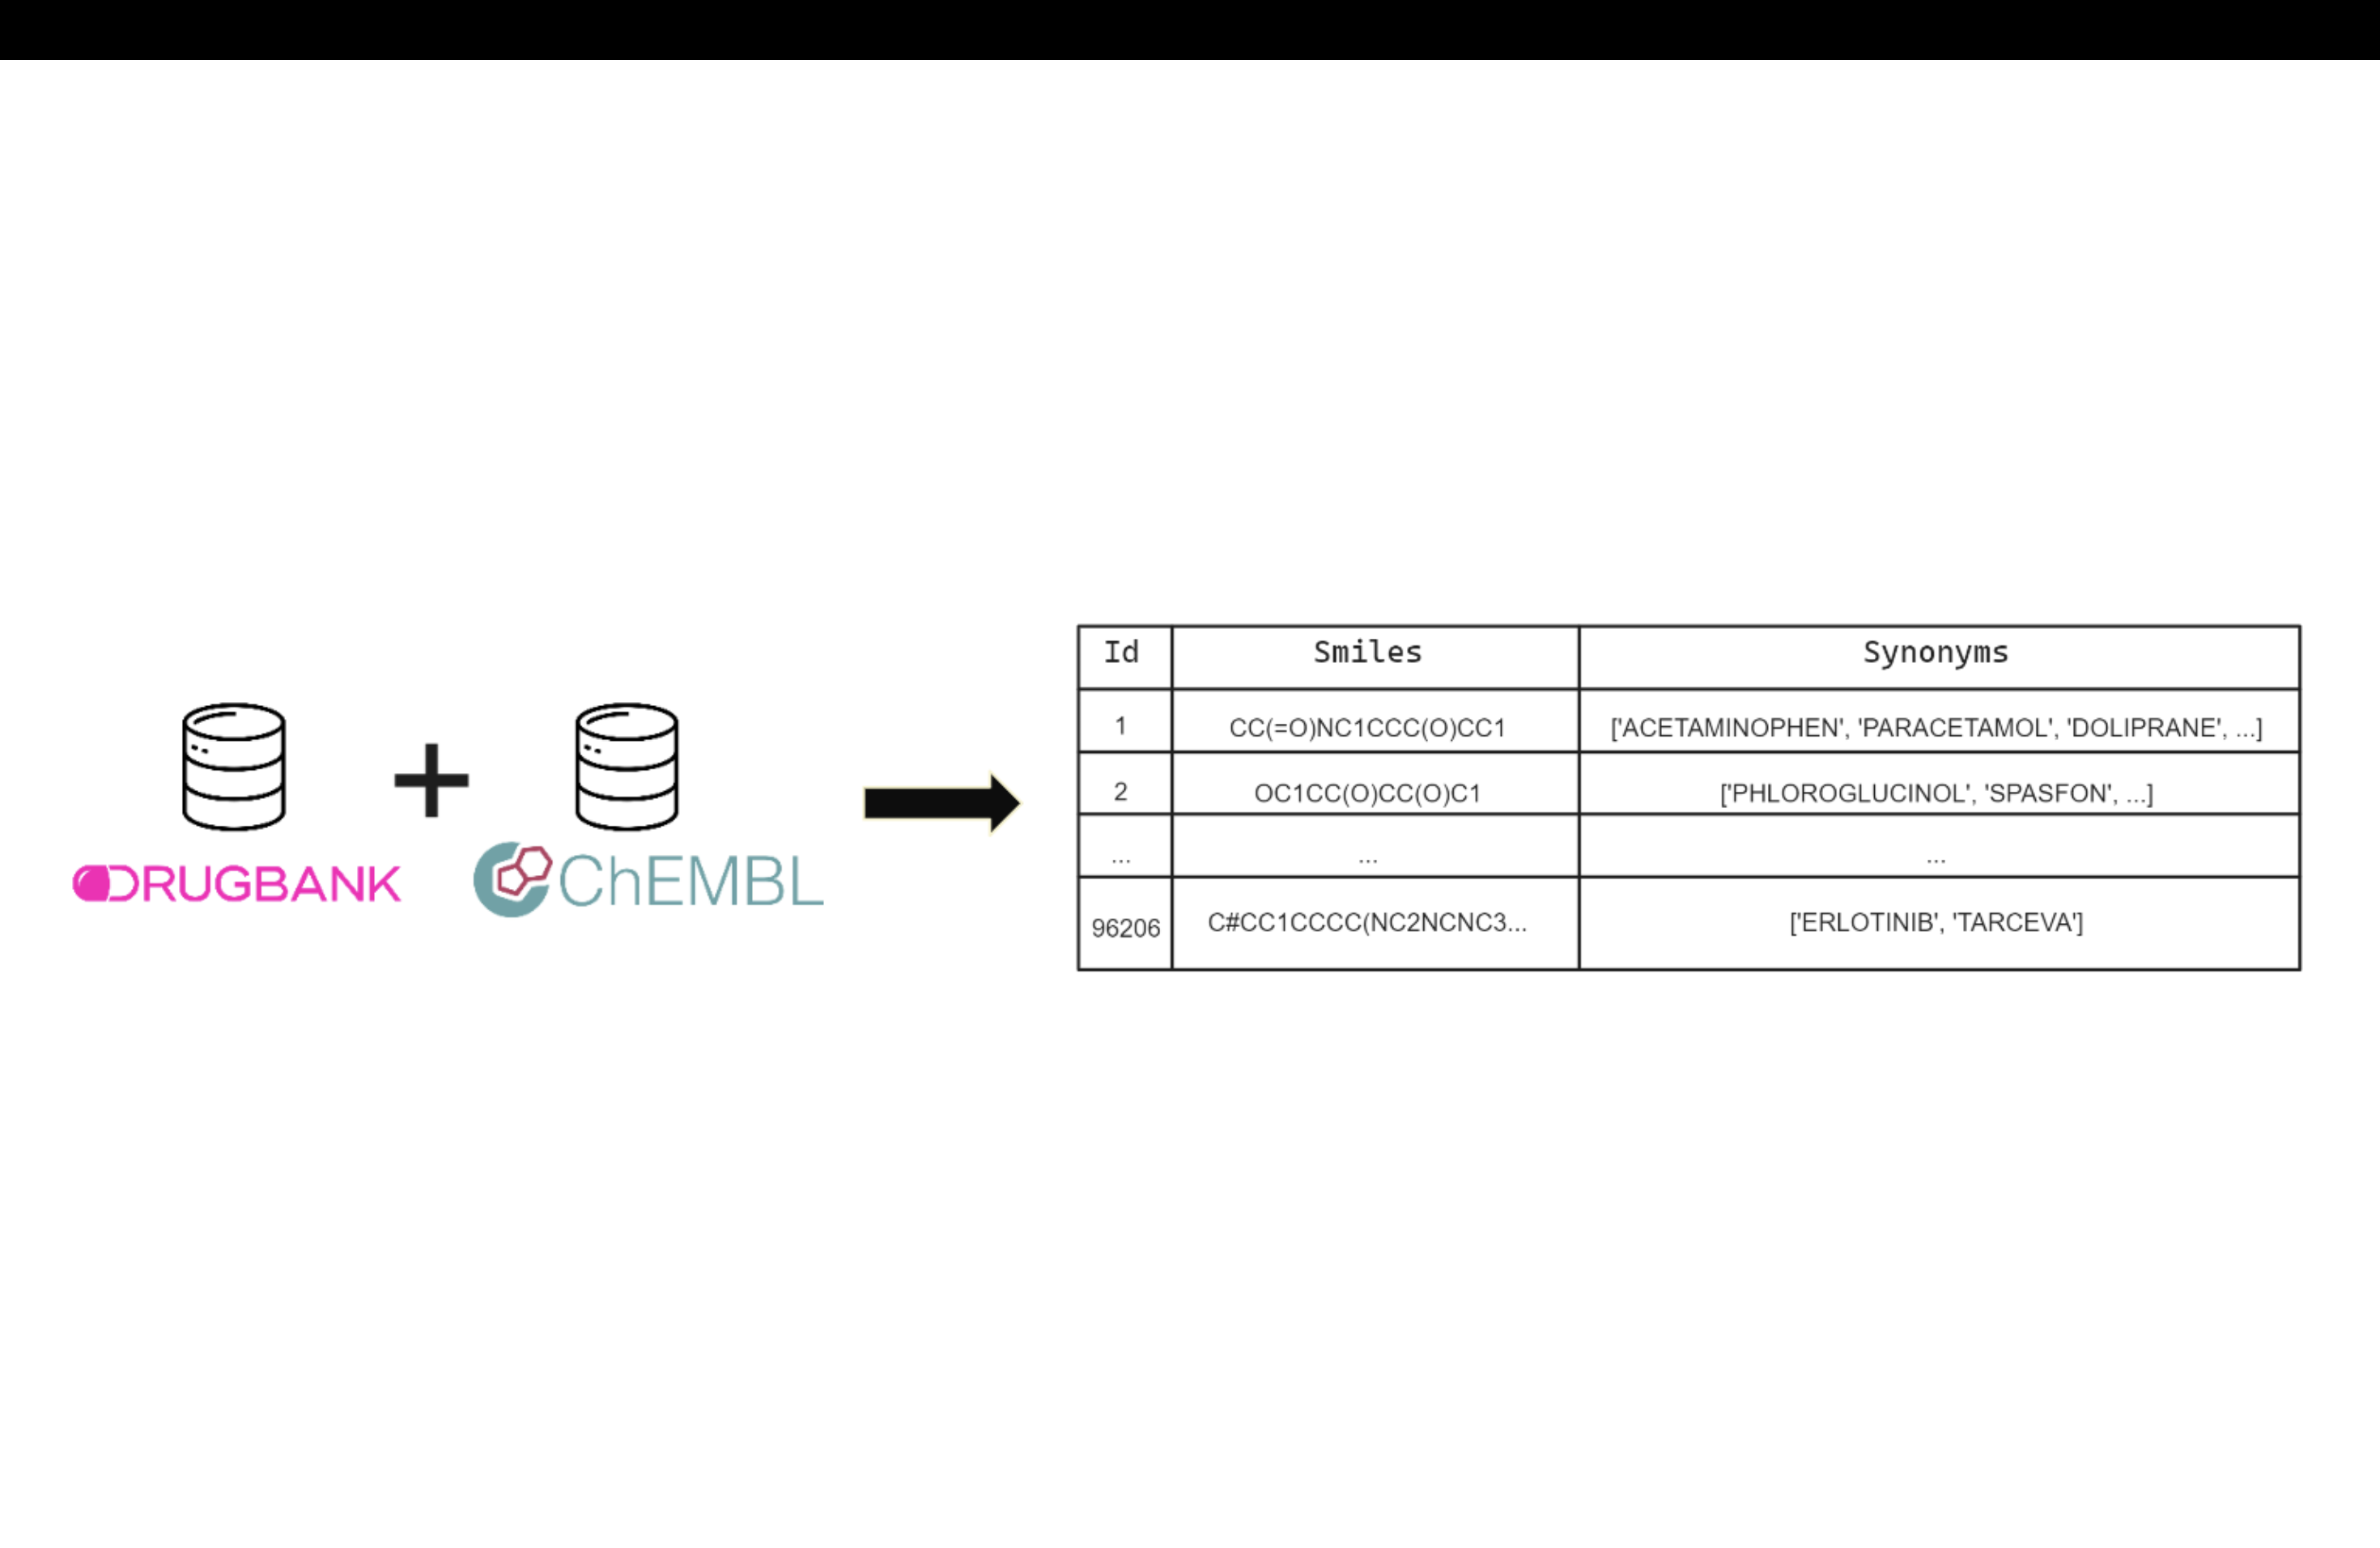 DRUGBANK
ChEMBL
Id Smiles Synonyms
1 CC(=O)NC1CCC(O)CC1 ['ACETAMINOPHEN', 'PARACETAMOL', 'DOLIPRANE', ...]
2 OC1CC(O)CC(O)C1 ['PHLOROGLUCINOL', 'SPASFON', ...]
... ... ...
96206 C#CC1CCCC(NC2NCNC3... ['ERLOTINIB', 'TARCEVA']